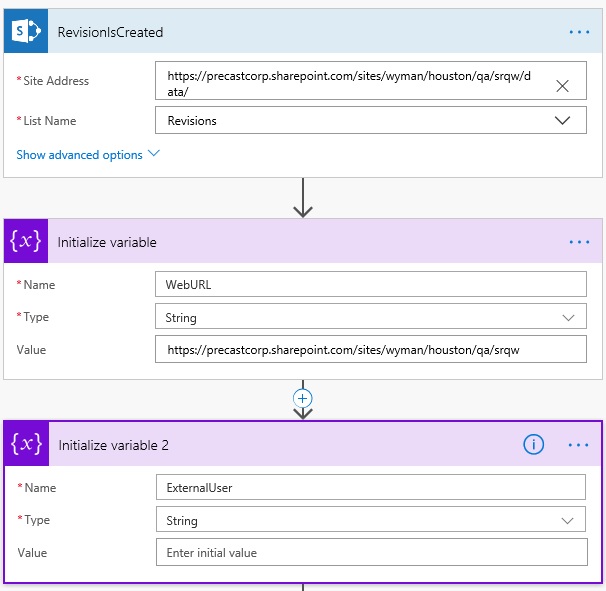 RevisionIsCreated
* Site Address
https://precastcorp.sharepoint.com/sites/wyman/houston/qa/srqw/d
ata/
* List Name
Revisions
Show advanced options
{x} Initialize variable
* Name
WebURL
* Type
String
Value
https://precastcorp.sharepoint.com/sites/wyman/houston/qa/srqw
{x} Initialize variable 2
* Name
ExternalUser
* Type
String
Value
Enter initial value